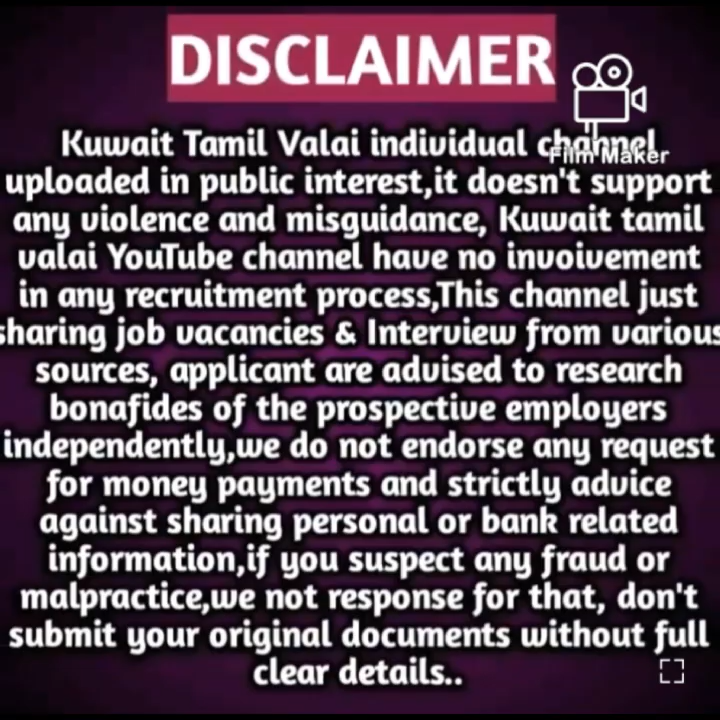 DISCLAIMER
Kuwait Tamil Valai individual channel
Film Maker
uploaded in public interest,it doesn't support
any violence and misguidance, Kuwait tamil
valai YouTube channel have no invoivement
in any recruitment process,This channel just
sharing job vacancies & Interview from various
sources, applicant are advised to research
bonafides of the prospective employers
independently,we do not endorse any request
for money payments and strictly advice
against sharing personal or bank related
information,if you suspect any fraud or
malpractice,we not response for that, don't
submit your original documents without full
clear details..